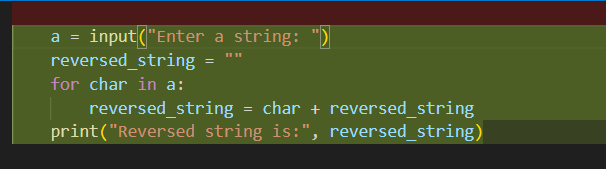 a = input("Enter a string: ")
reversed_string = ""
for char in a:
    reversed_string = char + reversed_string
print("Reversed string is:", reversed_string)